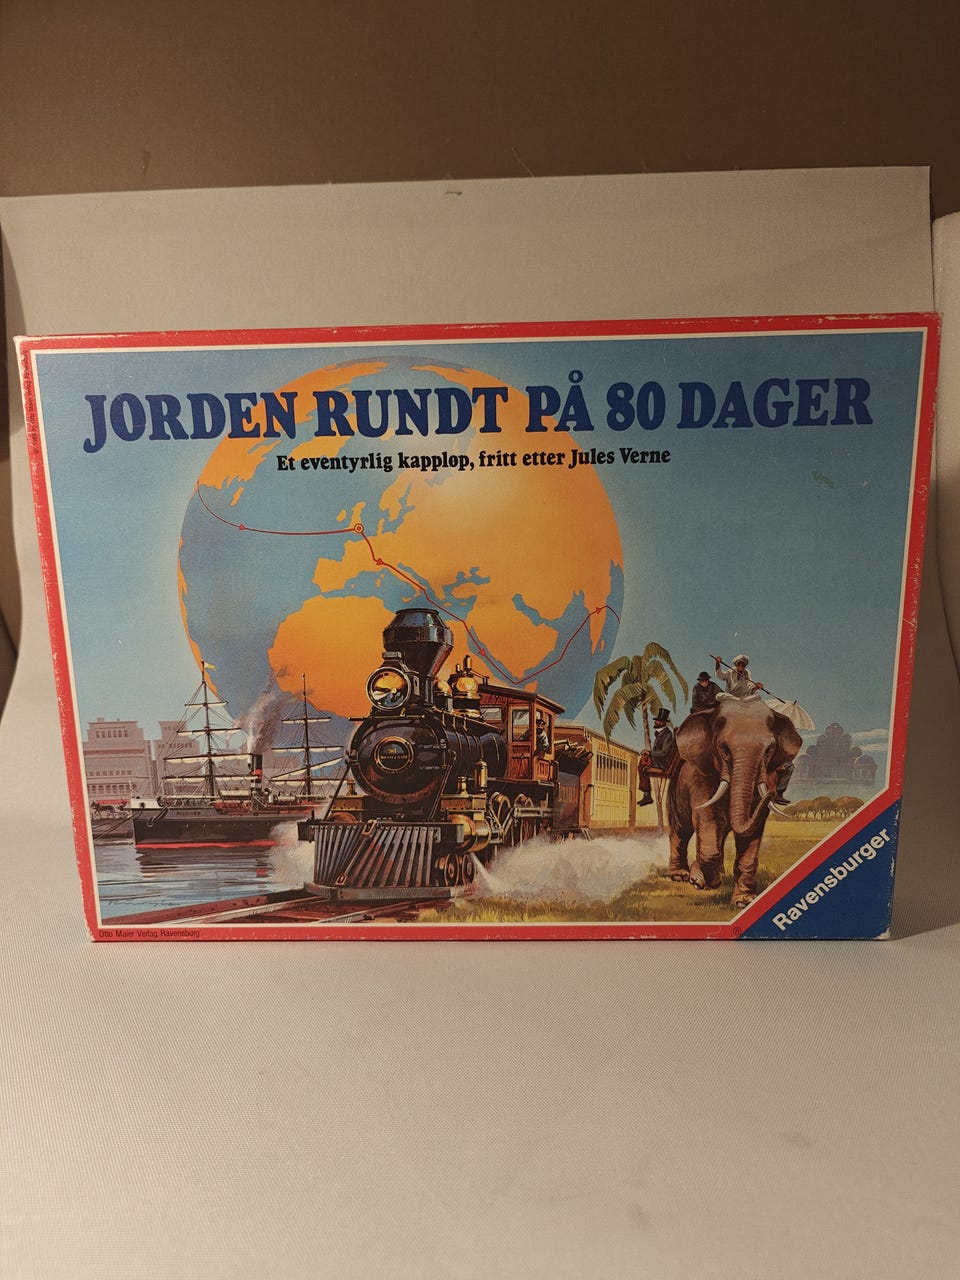 JORDEN RUNDT PÅ 80 DAGER
Et eventyrlig kappløp, fritt etter Jules Verne
Ravensburger
Otto Maier Verlag Ravensburg
®